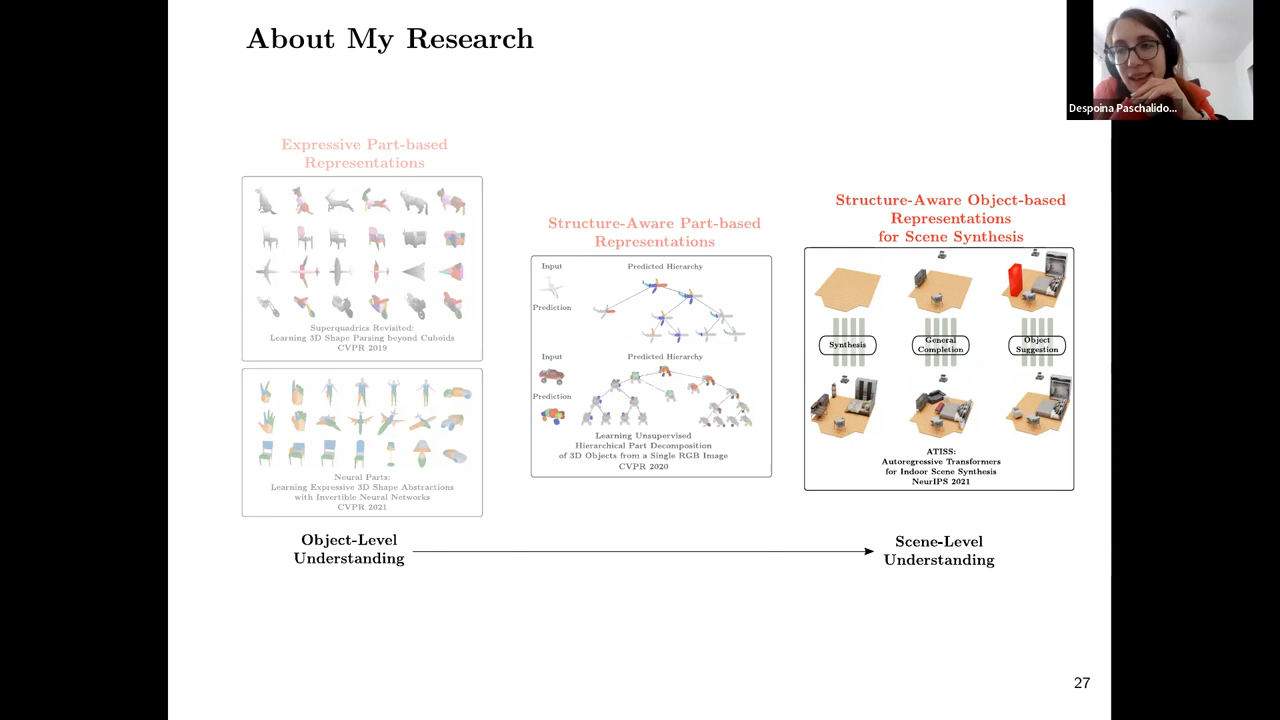 About My Research
Despoina Paschalido...
Expressive Part-based
Representations
Superquadrics Revisited:
Learning 3D Shape Parsing beyond Cuboids
CVPR 2019
Neural Parts:
Learning Expressive 3D Shape Abstractions
with Invertible Neural Networks
CVPR 2021
Structure-Aware Part-based
Representations
Input
Predicted Hierarchy
Prediction
Input
Predicted Hierarchy
Prediction
Learning Unsupervised
Hierarchical Part Decomposition
of 3D Objects from a Single RGB Image
CVPR 2020
Structure-Aware Object-based
Representations
for Scene Synthesis
Synthesis
General
Completion
Object
Suggestion
ATISS:
Autoregressive Transformers
for Indoor Scene Synthesis
NeurIPS 2021
Object-Level
Understanding
Scene-Level
Understanding
27